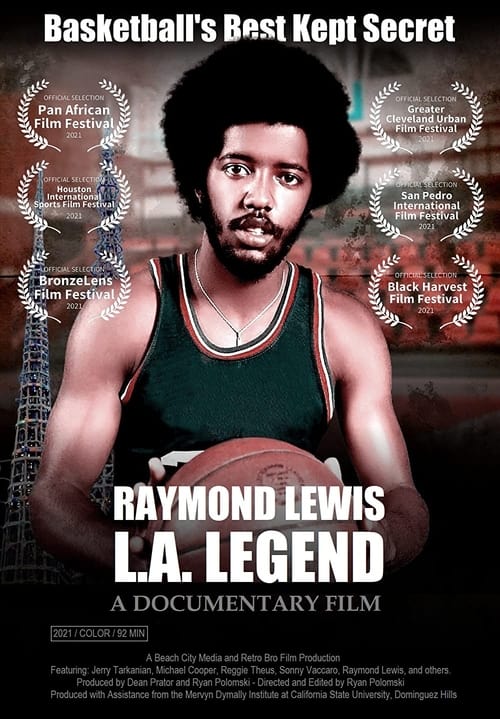 Basketball's Best Kept Secret
OFFICIAL SELECTION
Pan African
Film Festival
2021
OFFICIAL SELECTION
Greater
Cleveland Urban
Film Festival
2021
OFFICIAL SELECTION
Houston
International
Sports Film Festival
2021
OFFICIAL SELECTION
San Pedro
International
Film Festival
2021
OFFICIAL SELECTION
BronzeLens
Film Festival
2021
OFFICIAL SELECTION
Black Harvest
Film Festival
2021
RAYMOND LEWIS
L.A. LEGEND
A DOCUMENTARY FILM
2021 / COLOR / 92 MIN
A Beach City Media and Retro Bro Film Production
Featuring: Jerry Tarkanian, Michael Cooper, Reggie Theus, Sonny Vaccaro, Raymond Lewis, and others.
Produced by Dean Prator and Ryan Polomski - Directed and Edited by Ryan Polomski
Produced with Assistance from the Mervyn Dymally Institute at California State University, Dominguez Hills